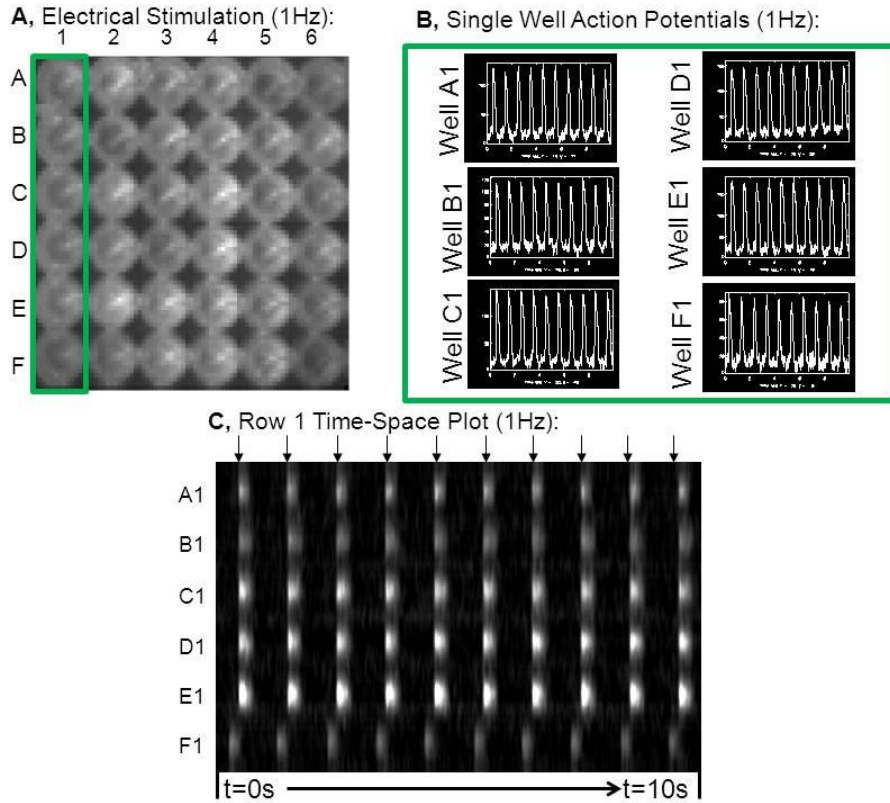 A, Electrical Stimulation (1Hz):
1 2 3 4 5 6
A
B
C
D
E
F
B, Single Well Action Potentials (1Hz):
Well A1
Well B1
Well C1
Well D1
Well E1
Well F1
C, Row 1 Time-Space Plot (1Hz):
A1
B1
C1
D1
E1
F1
t=0s t=10s